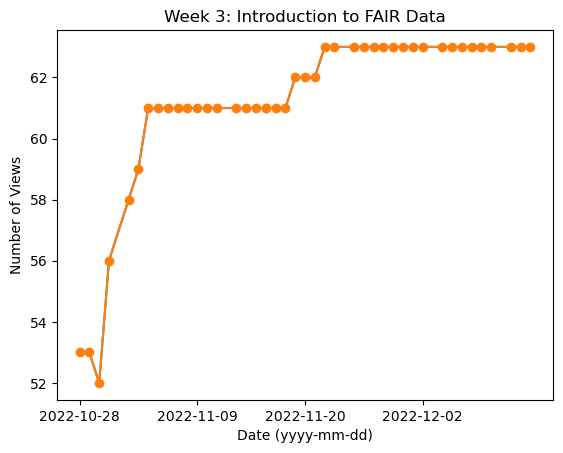 Week 3: Introduction to FAIR Data
Number of Views
62
60
58
56
54
52
2022-10-28 2022-11-09 2022-11-20 2022-12-02
Date (yyyy-mm-dd)